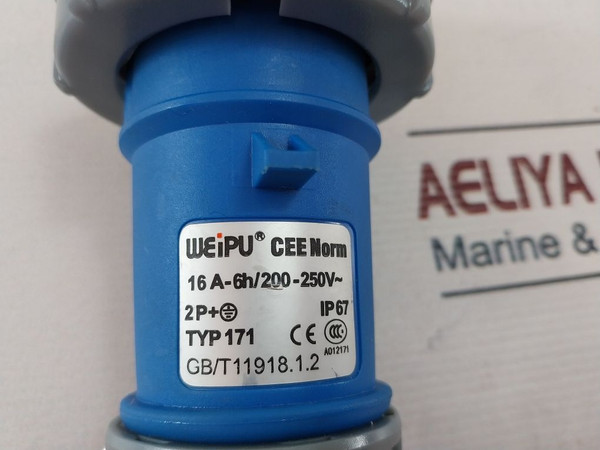 WEiPU® CEE Norm
16 A-6h/200-250V~
2P+⏚ IP67
TYP 171 CE CCC
A012171
GB/T11918.1.2
AELIYA
Marine &